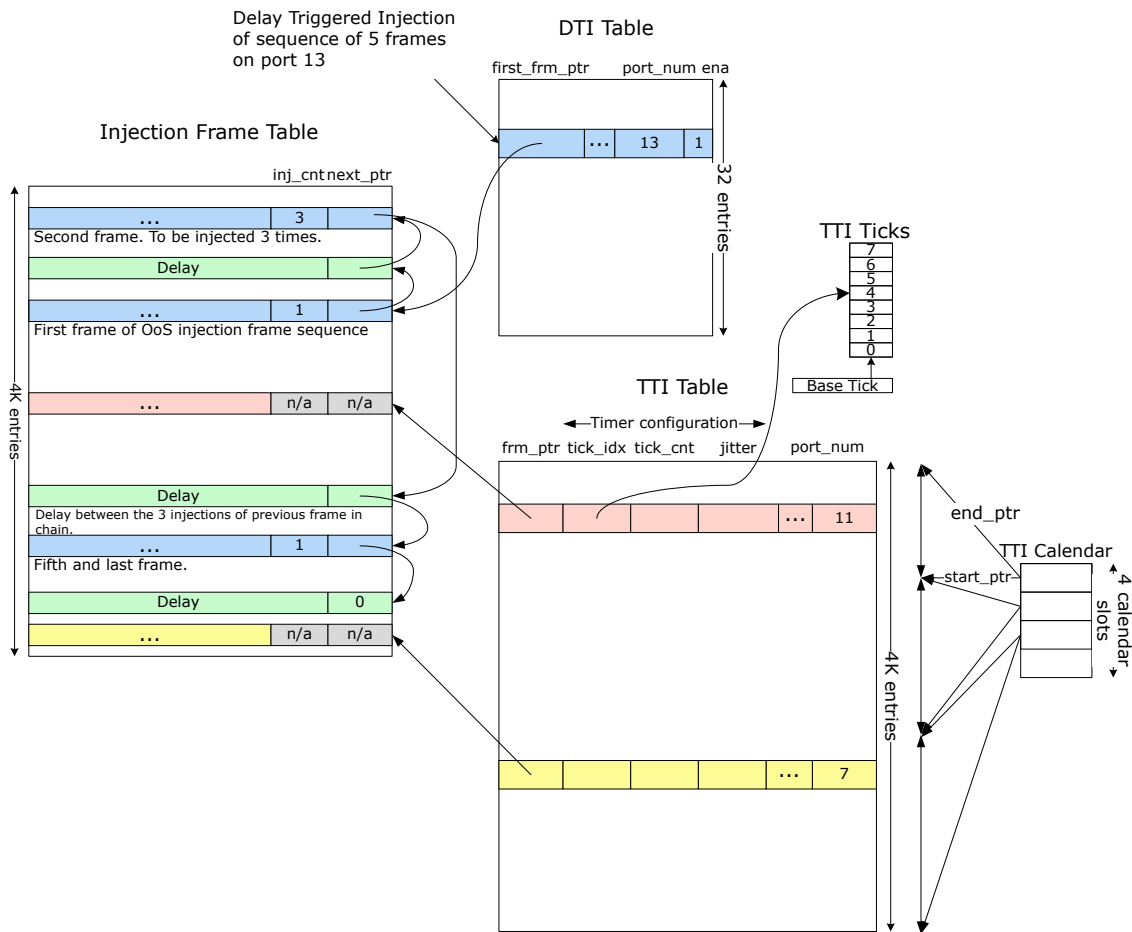 Delay Triggered Injection
of sequence of 5 frames
on port 13
DTI Table
first_frm_ptr port_num ena
... 13 1
32 entries
Injection Frame Table
inj_cnt next_ptr
... 3
Second frame. To be injected 3 times.
Delay
... 1
First frame of OoS injection frame sequence
... n/a n/a
Delay
Delay between the 3 injections of previous frame in
chain.
... 1
Fifth and last frame.
Delay 0
... n/a n/a
4K entries
TTI Ticks
7
6
5
4
3
2
1
0
Base Tick
TTI Table
Timer configuration
frm_ptr tick_idx tick_cnt jitter port_num
... 11
... 7
4K entries
end_ptr
start_ptr
TTI Calendar
4 calendar
slots